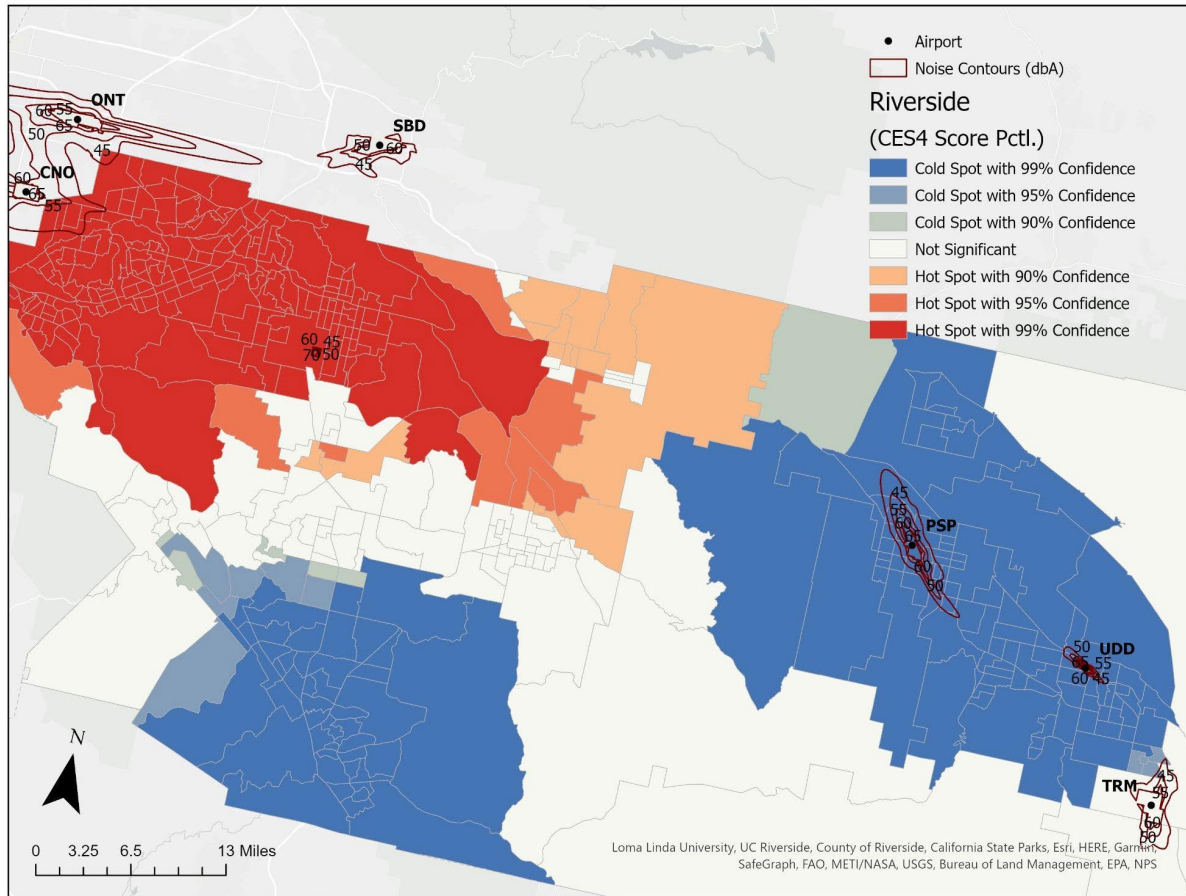 Airport
Noise Contours (dbA)
Riverside
(CES4 Score Pctl.)
Cold Spot with 99% Confidence
Cold Spot with 95% Confidence
Cold Spot with 90% Confidence
Not Significant
Hot Spot with 90% Confidence
Hot Spot with 95% Confidence
Hot Spot with 99% Confidence
ONT
60 55
65
50
45
CNO
60
65
55
SBD
50 60
45
60 45
70 50
PSP
45
55
60
65
60
50
UDD
50
65 55
60 45
TRM
45
55
60
50
N
0 3.25 6.5 13 Miles
Loma Linda University, UC Riverside, County of Riverside, California State Parks, Esri, HERE, Garmin,
SafeGraph, FAO, METI/NASA, USGS, Bureau of Land Management, EPA, NPS